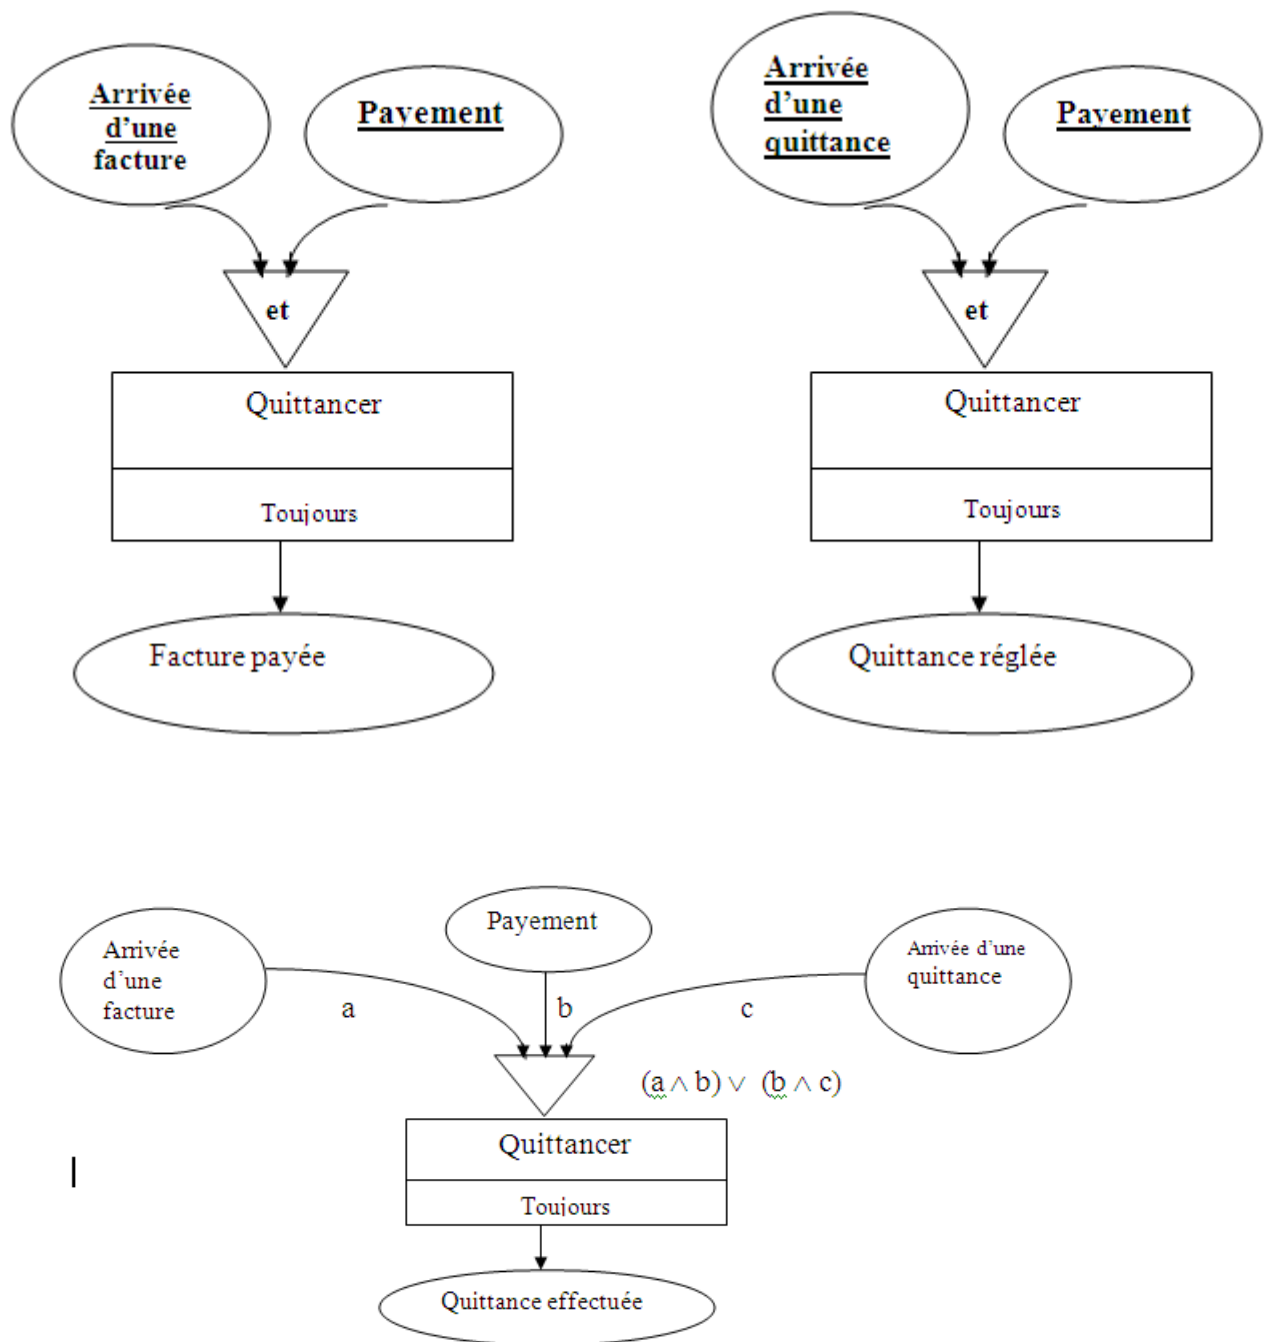 Arrivée
d'une
facture
Payement
et
Quittancer
Toujours
Facture payée
Arrivée
d'une
quittance
Payement
et
Quittancer
Toujours
Quittance réglée
Arrivée
d'une
facture
Payement
Arrivée d'une
quittance
a
b
c
(a ∧ b) ∨ (b ∧ c)
Quittancer
Toujours
Quittance effectuée